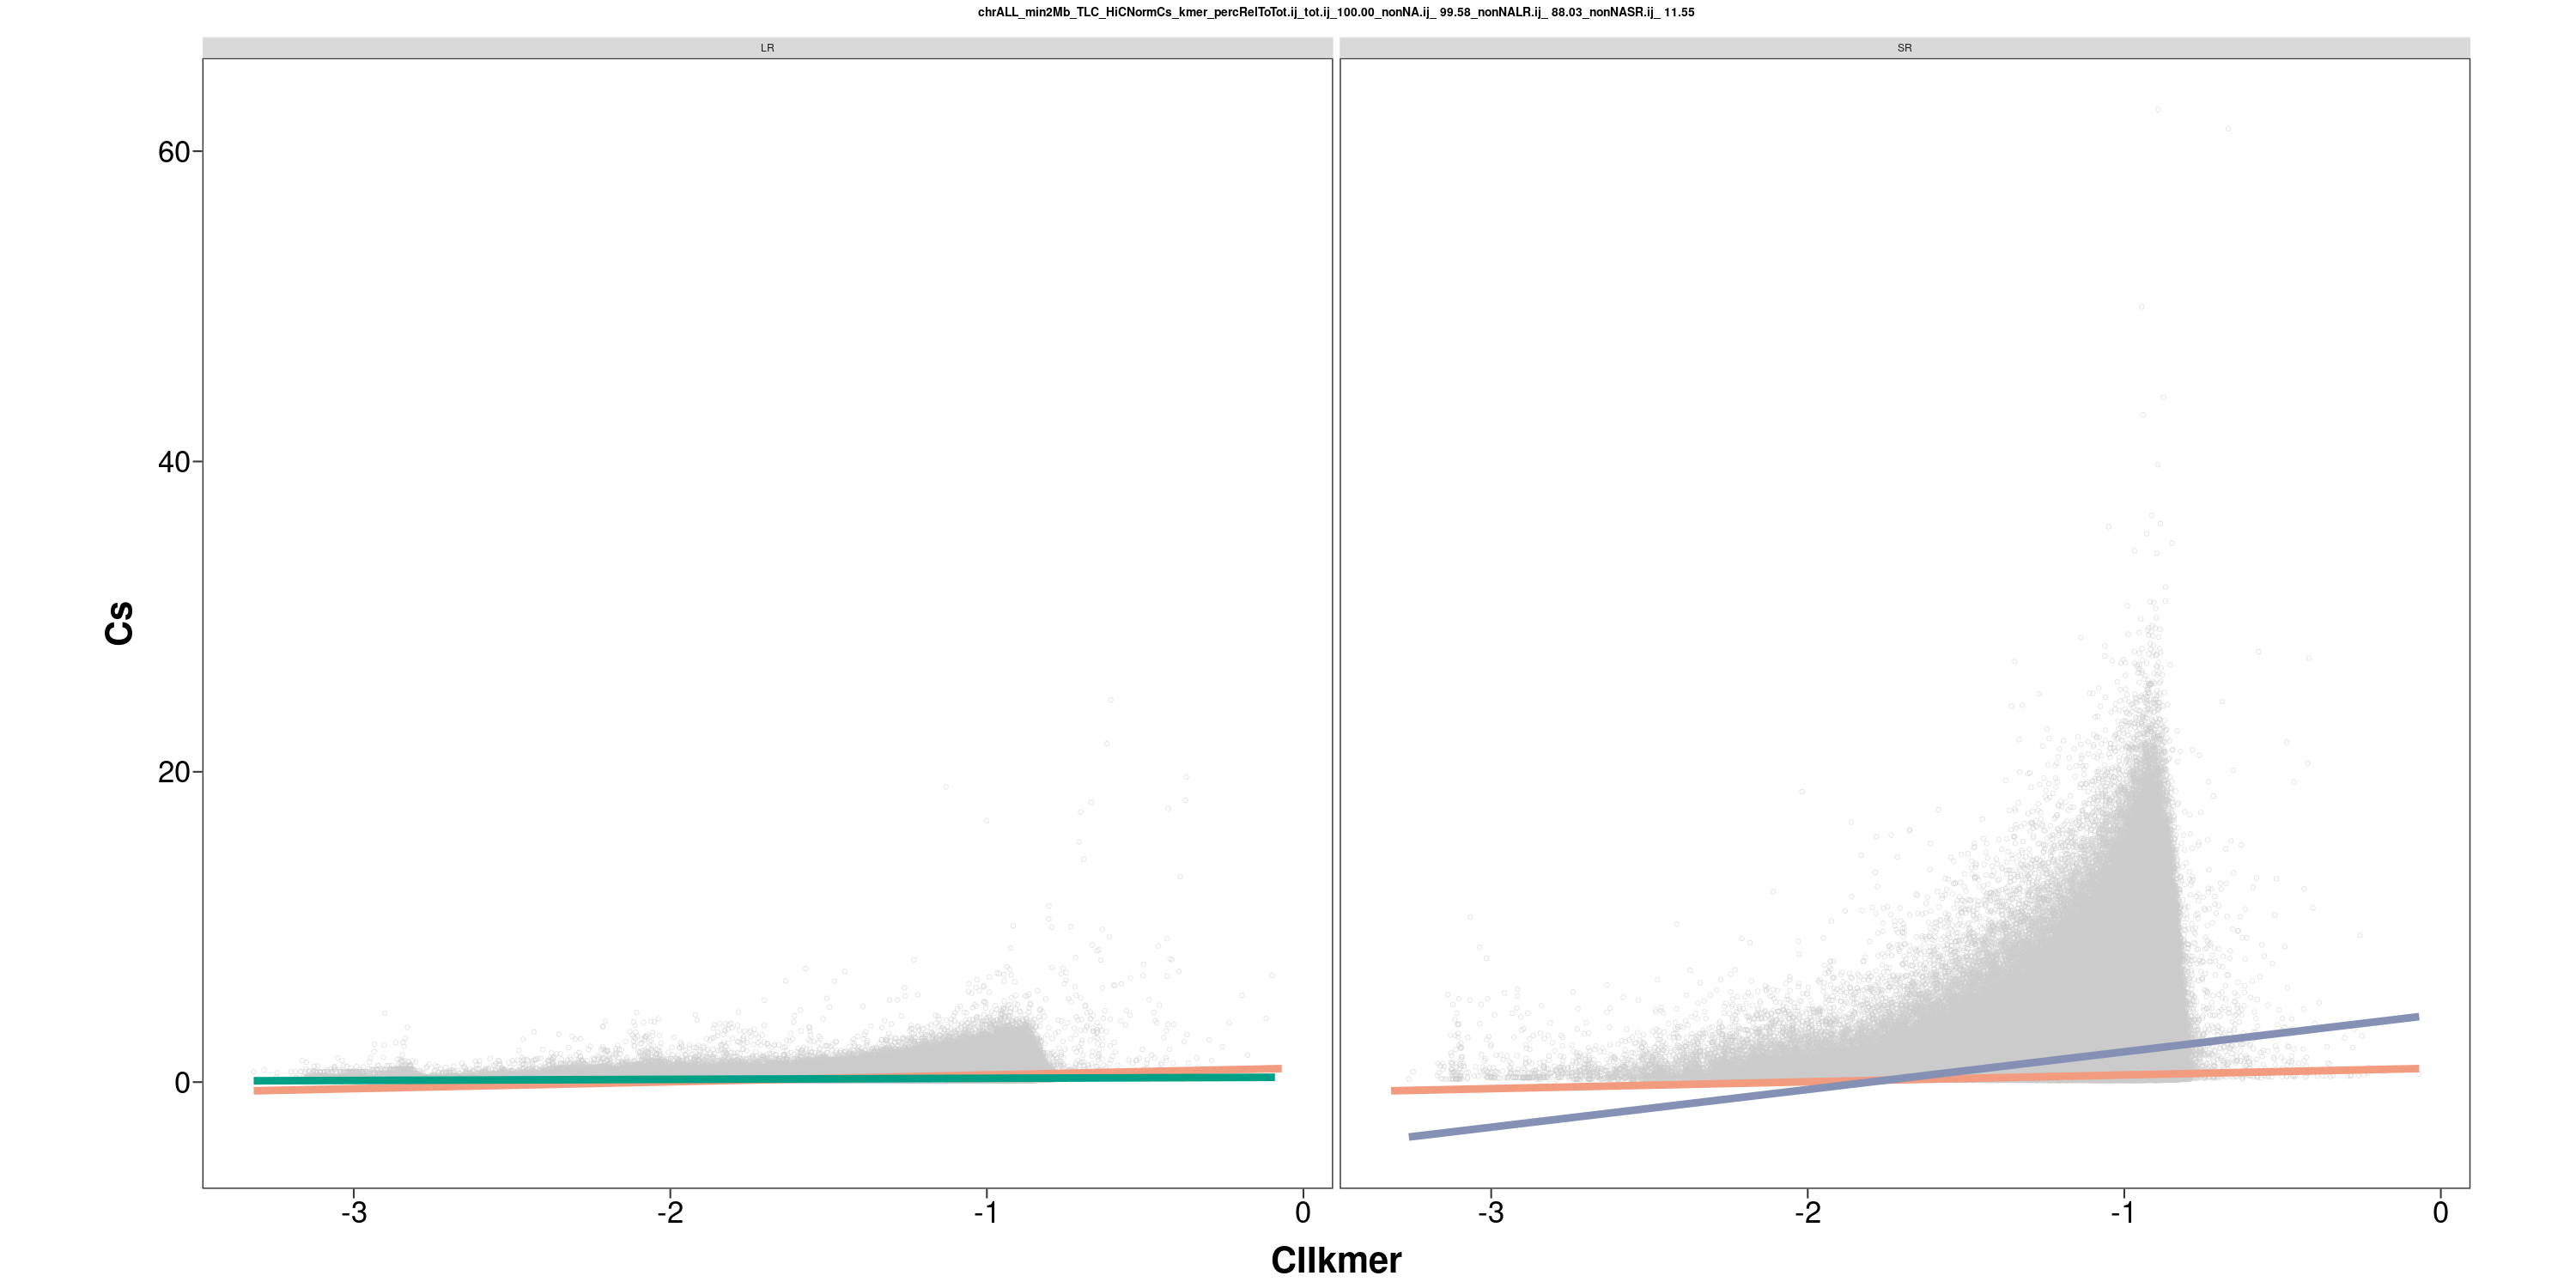 chrALL_min2Mb_TLC_HiCNormCs_kmer_percRelToTot.ij_tot.ij_100.00_nonNA.ij_ 99.58_nonNALR.ij_ 88.03_nonNASR.ij_ 11.55
LR
SR
60
40
20
0
Cs
-3
-2
-1
0
-3
-2
-1
0
CIIkmer